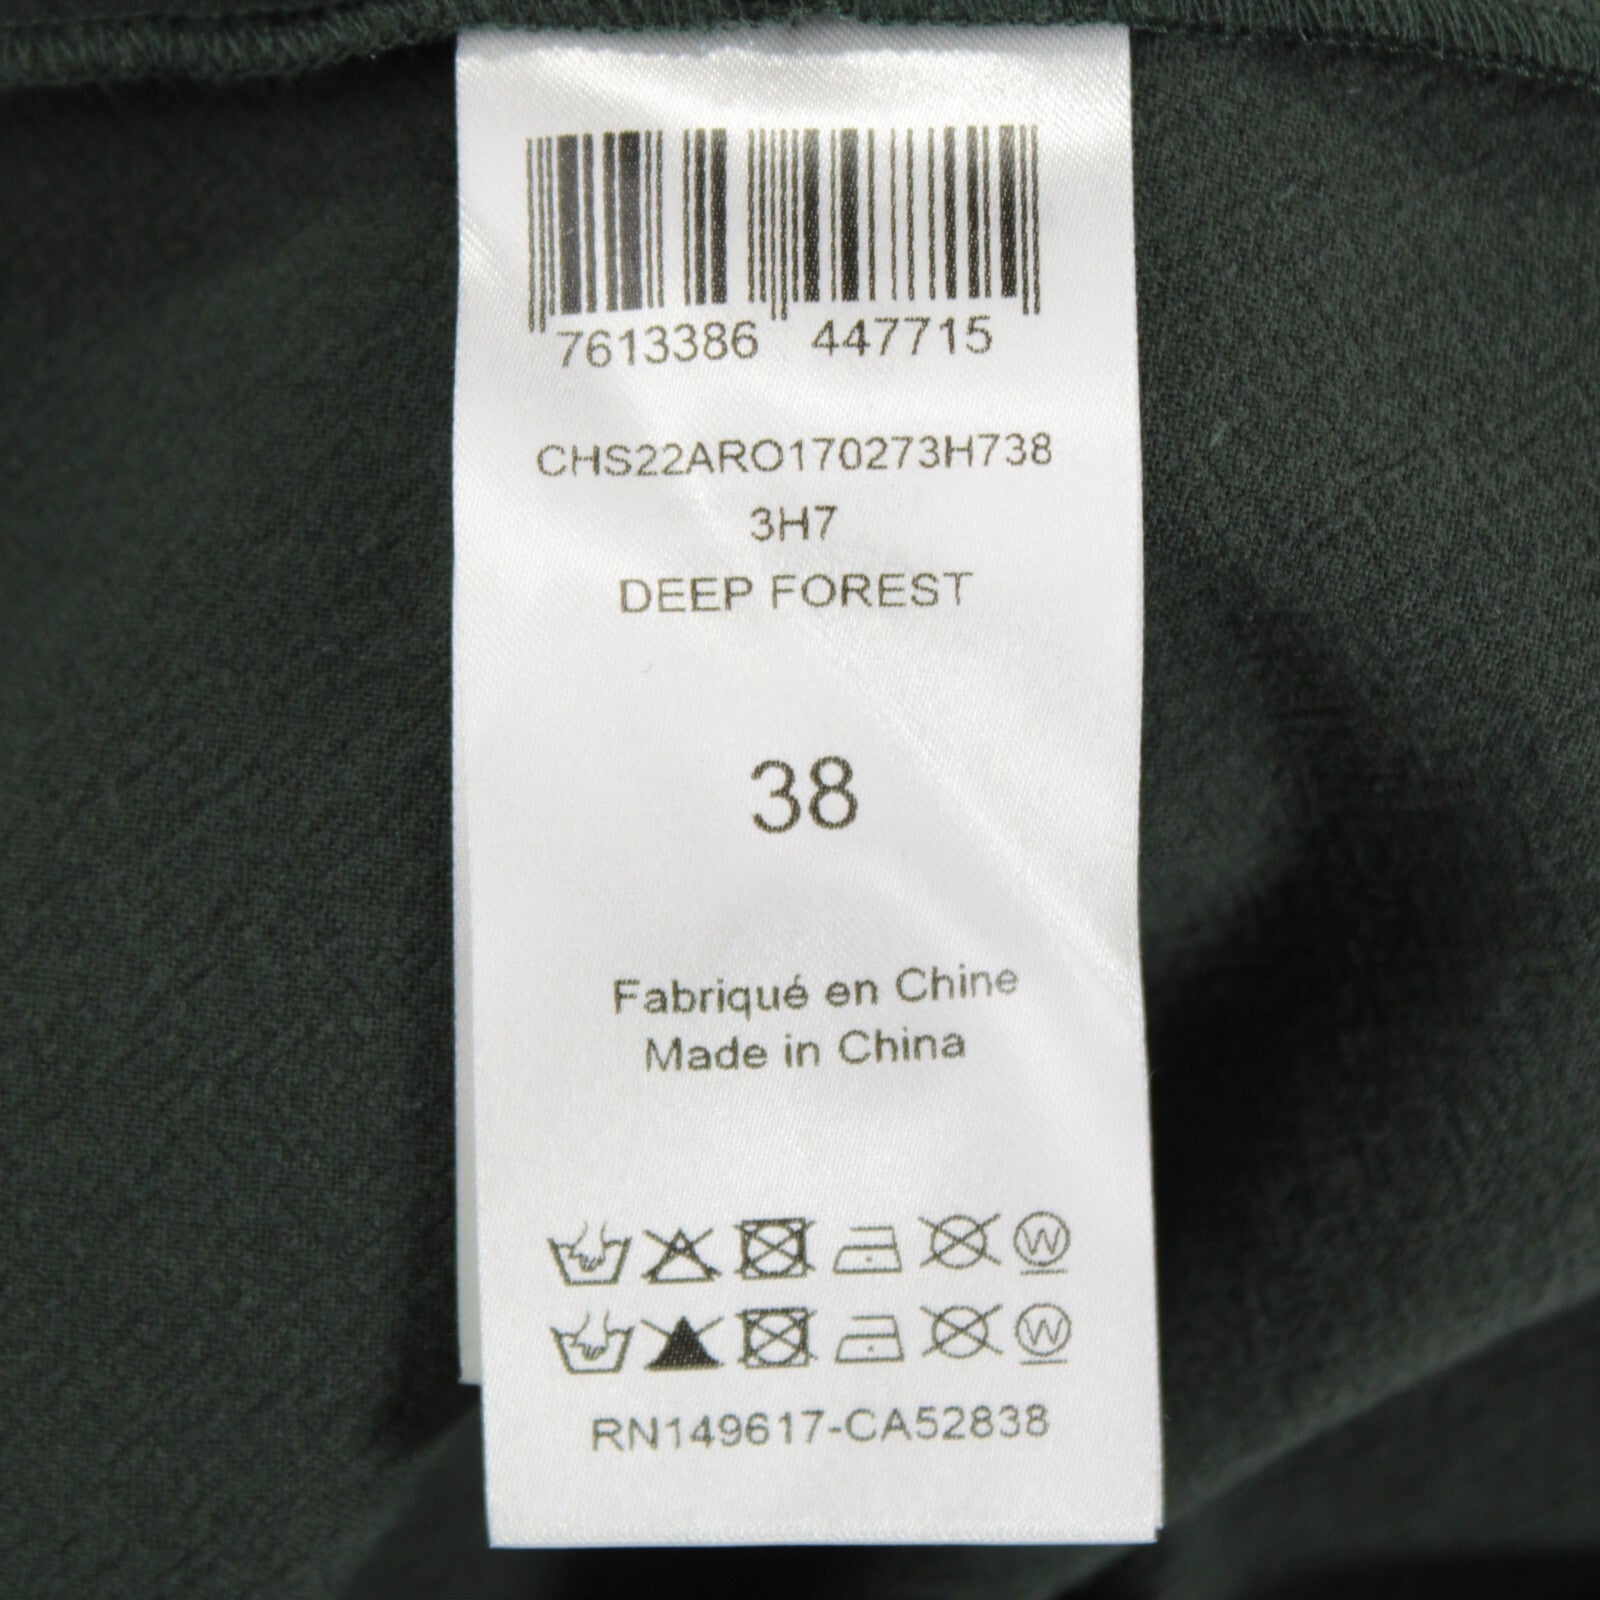 7613386 447715
CHS22ARO170273H738
3H7
DEEP FOREST
38
Fabriqué en Chine
Made in China
W
W
RN149617-CA52838